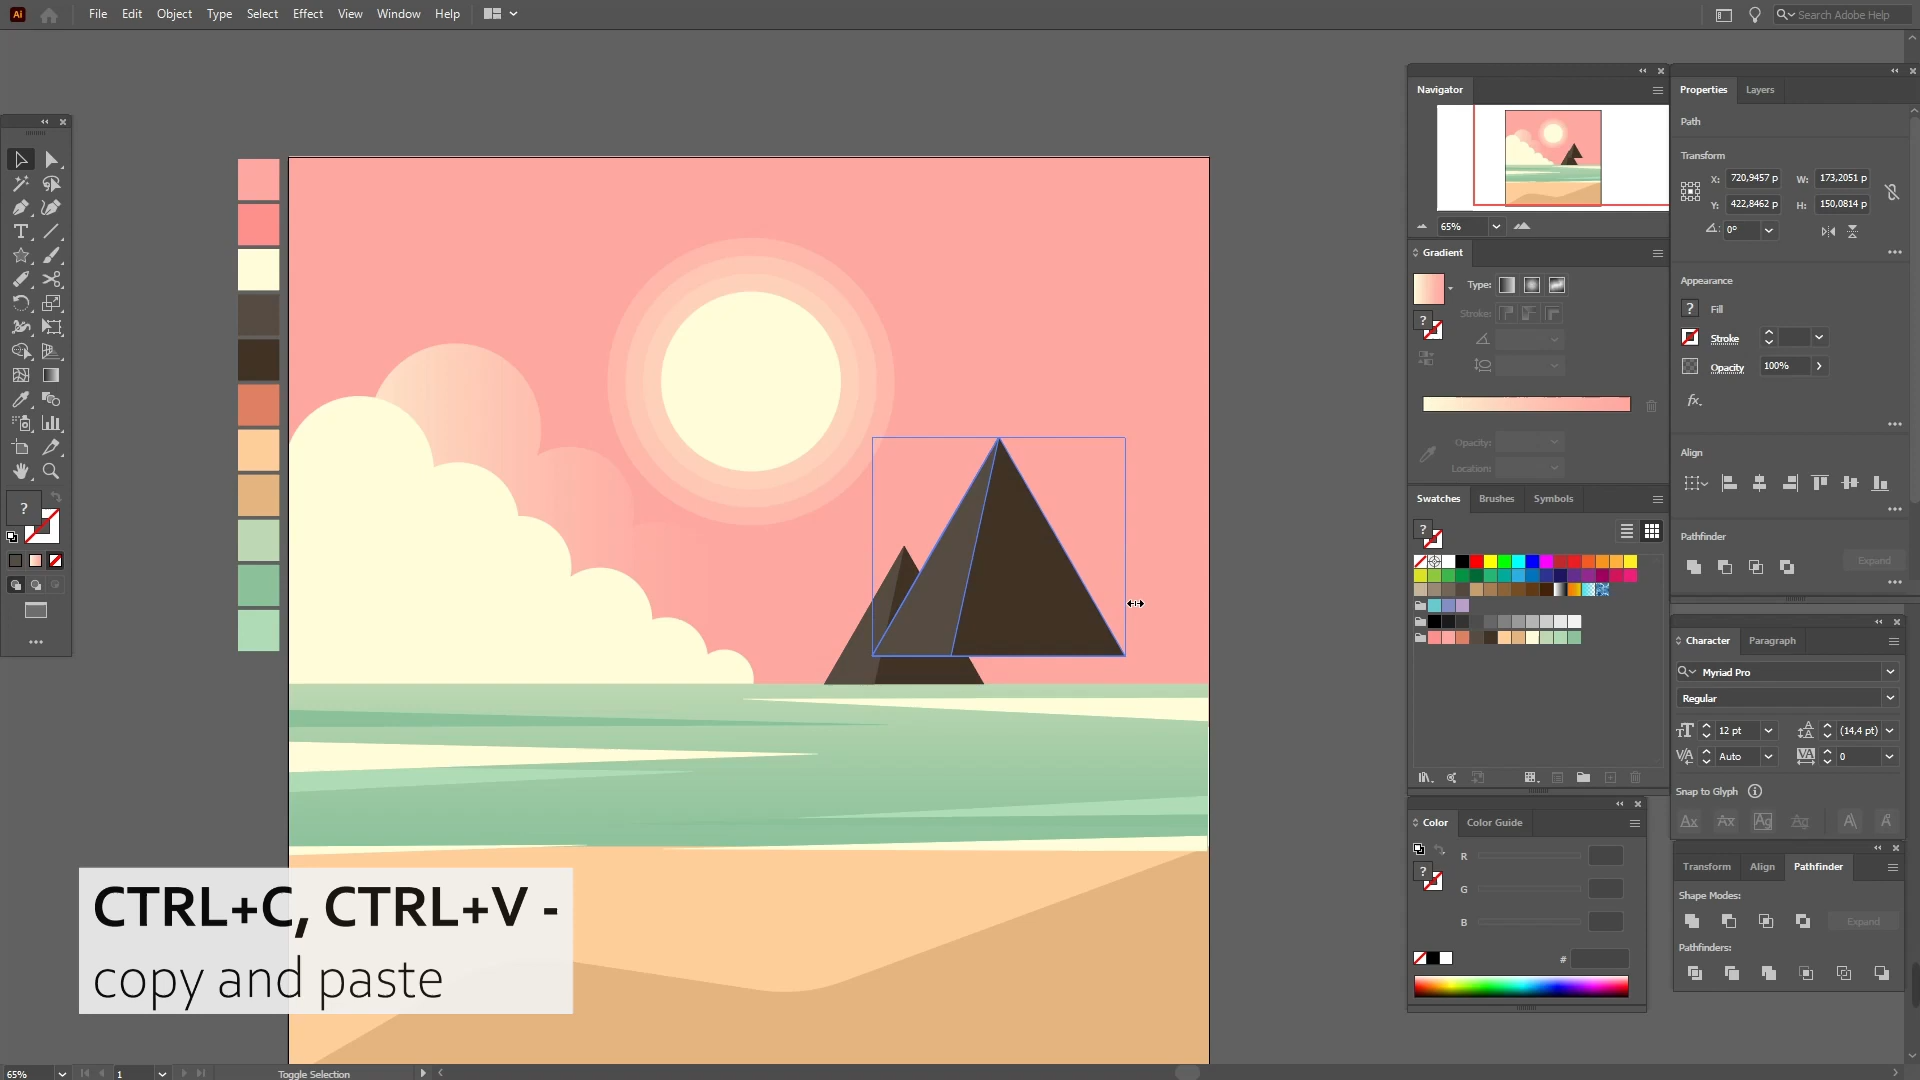 Ai File Edit Object Type Select Effect View Window Help Search Adobe Help
Navigator
65%
Gradient
Type:
Stroke:
Opacity:
Location:
Swatches Brushes Symbols
Color Color Guide
R
G
B
#
Properties Layers
Path
Transform
X: 720,9457 p W: 173,2051 p
Y: 422,8462 p H: 150,0814 p
0°
Appearance
? Fill
Stroke
Opacity 100%
fx.
Align
Pathfinder
Expand
Character Paragraph
Myriad Pro
Regular
12 pt (14,4 pt)
Auto 0
Snap to Glyph
Transform Align Pathfinder
Shape Modes:
Expand
Pathfinders:
CTRL+C, CTRL+V -
copy and paste
65% 1 Toggle Selection